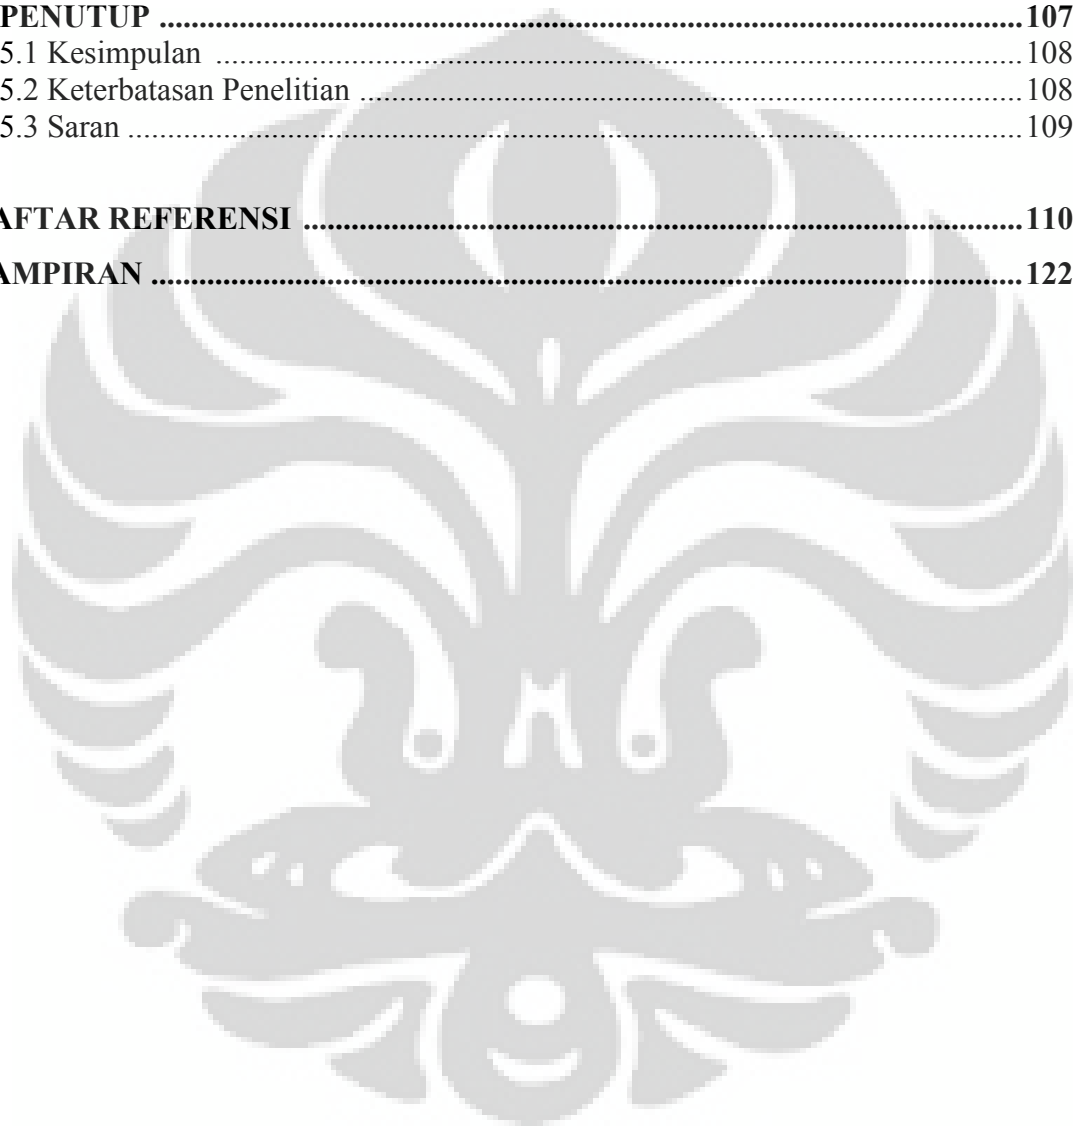 PENUTUP ........................................................................................................ 107
5.1 Kesimpulan ................................................................................................. 108
5.2 Keterbatasan Penelitian ................................................................................ 108
5.3 Saran ............................................................................................................ 109
AFTAR REFERENSI ....................................................................................... 110
AMPIRAN ......................................................................................................... 122